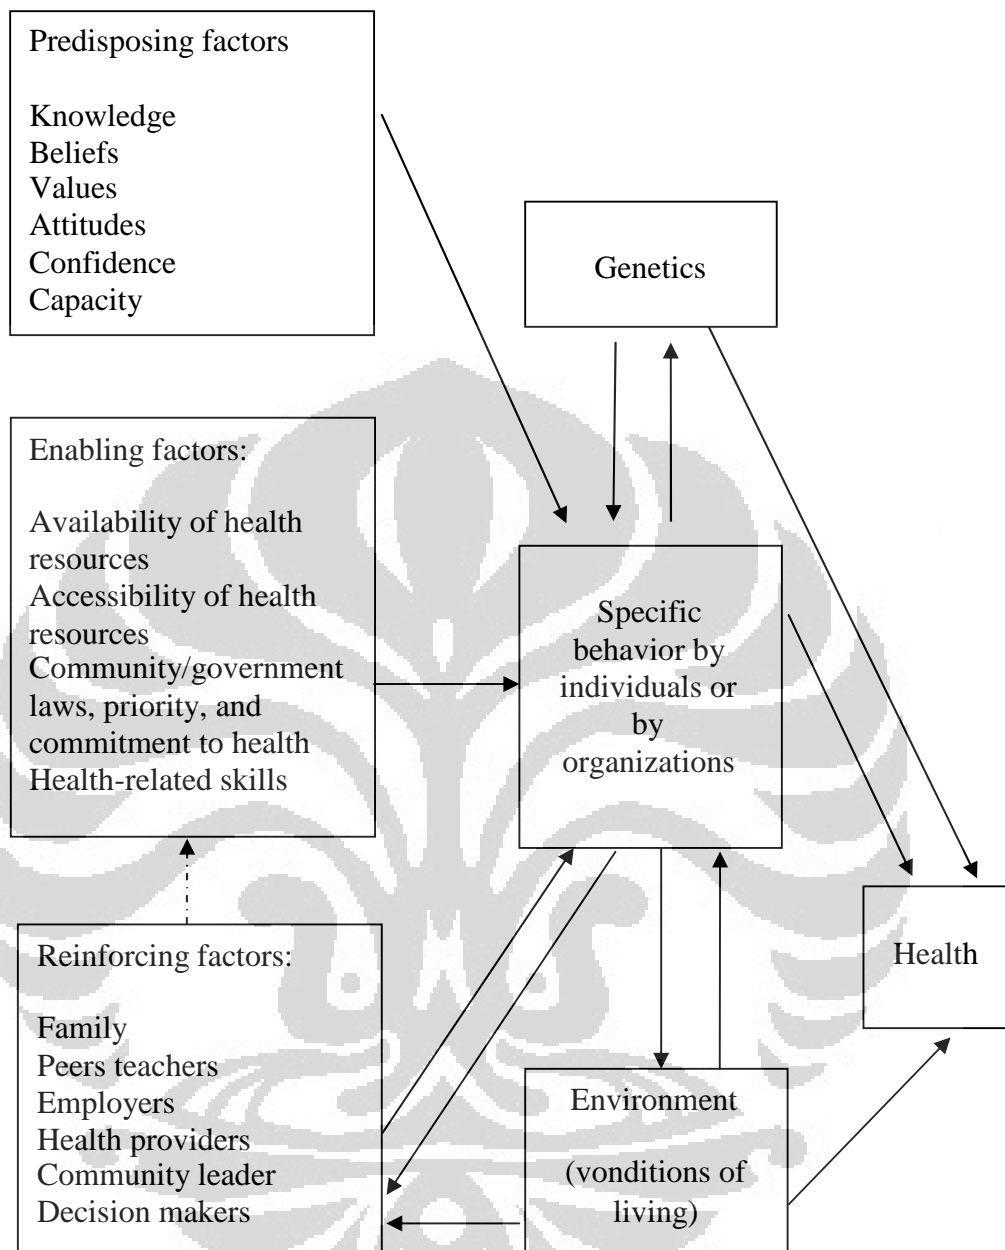 Predisposing factors
Knowledge
Beliefs
Values
Attitudes
Confidence
Capacity
Genetics
Enabling factors:
Availability of health
resources
Accessibility of health
resources
Community/government
laws, priority, and
commitment to health
Health-related skills
Specific
behavior by
individuals or
by
organizations
Health
Reinforcing factors:
Family
Peers teachers
Employers
Health providers
Community leader
Decision makers
Environment
(vonditions of
living)